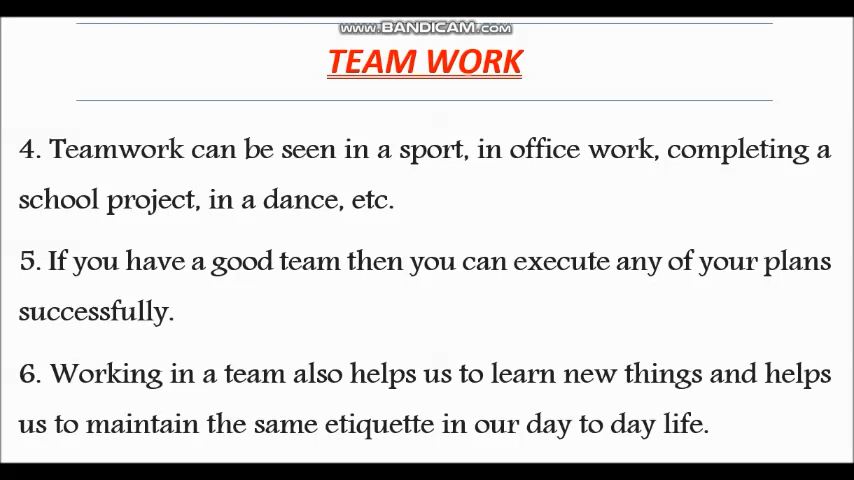 www.BANDICAM.com
TEAM WORK
4. Teamwork can be seen in a sport, in office work, completing a
school project, in a dance, etc.
5. If you have a good team then you can execute any of your plans
successfully.
6. Working in a team also helps us to learn new things and helps
us to maintain the same etiquette in our day to day life.